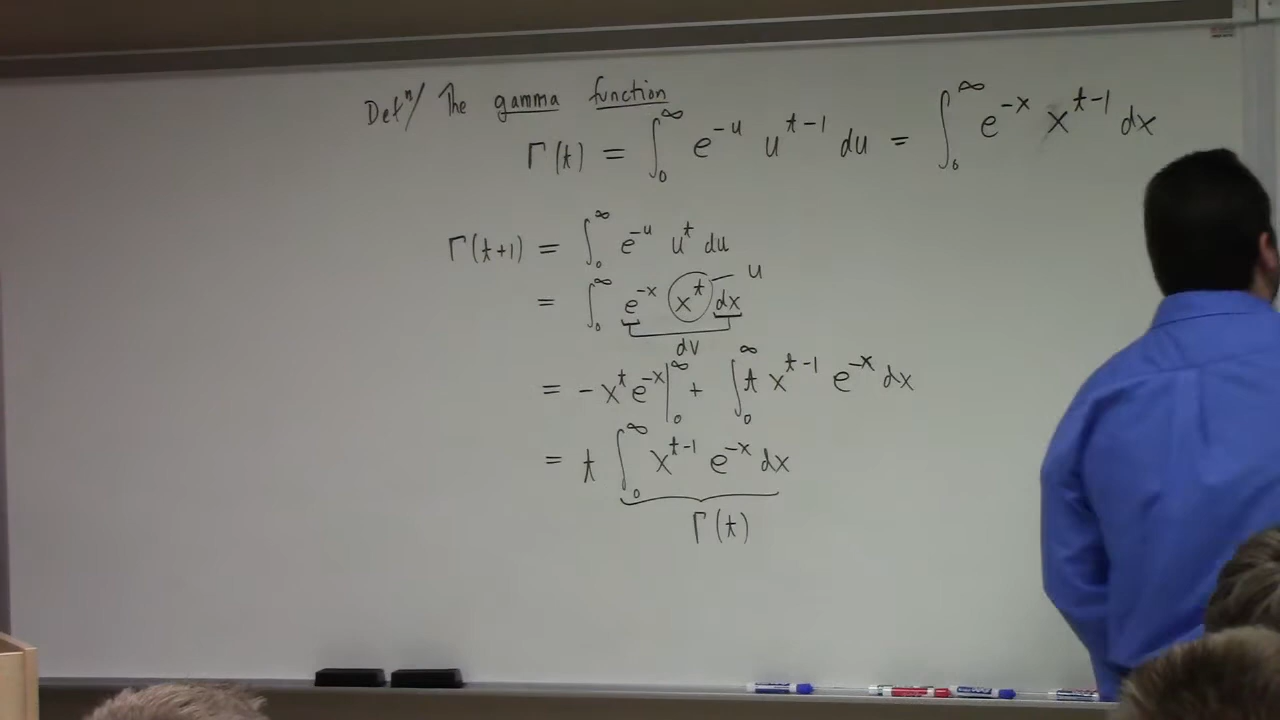 Defⁿ/ The gamma function
Γ(t) = ∫₀^∞ e^{-u} u^{t-1} du = ∫₀^∞ e^{-x} x^{t-1} dx
Γ(t+1) = ∫₀^∞ e^{-u} u^t du
= ∫₀^∞ e^{-x} x^t dx u
dv
= -x^t e^{-x} |₀^∞ + ∫₀^∞ t x^{t-1} e^{-x} dx
= t ∫₀^∞ x^{t-1} e^{-x} dx
Γ(t)